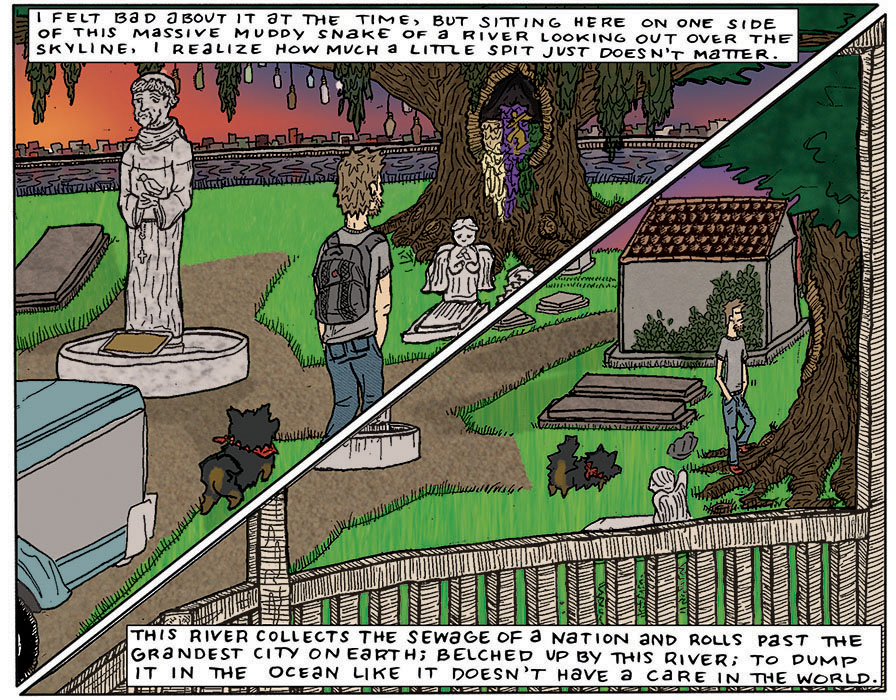 I FELT BAD ABOUT IT AT THE TIME, BUT SITTING HERE ON ONE SIDE
OF THIS MASSIVE MUDDY SNAKE OF A RIVER LOOKING OUT OVER THE
SKYLINE, I REALIZE HOW MUCH A LITTLE SPIT JUST DOESN'T MATTER.
THIS RIVER COLLECTS THE SEWAGE OF A NATION AND ROLLS PAST THE
GRANDEST CITY ON EARTH; BELCHED UP BY THIS RIVER; TO DUMP
IT IN THE OCEAN LIKE IT DOESN'T HAVE A CARE IN THE WORLD.